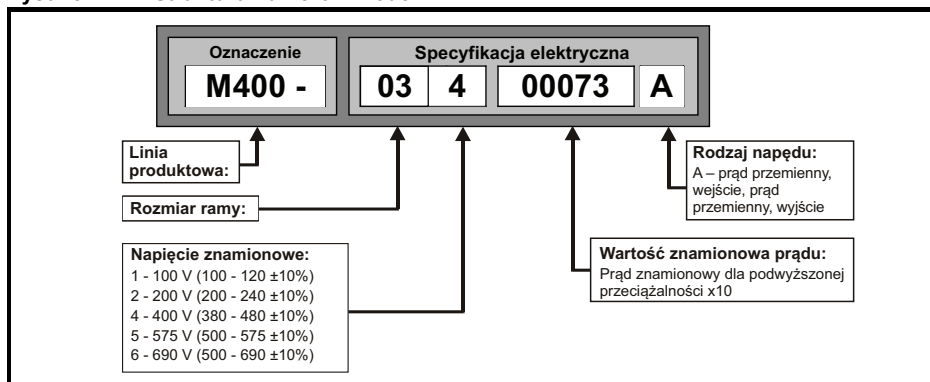 Oznaczenie
Specyfikacja elektryczna
M400 - 03 4 00073 A
Linia
produktowa:
Rozmiar ramy:
Napięcie znamionowe:
1 - 100 V (100 - 120 ±10%)
2 - 200 V (200 - 240 ±10%)
4 - 400 V (380 - 480 ±10%)
5 - 575 V (500 - 575 ±10%)
6 - 690 V (500 - 690 ±10%)
Rodzaj napędu:
A – prąd przemienny,
wejście, prąd
przemienny, wyjście
Wartość znamionowa prądu:
Prąd znamionowy dla podwyższonej
przeciążalności x10